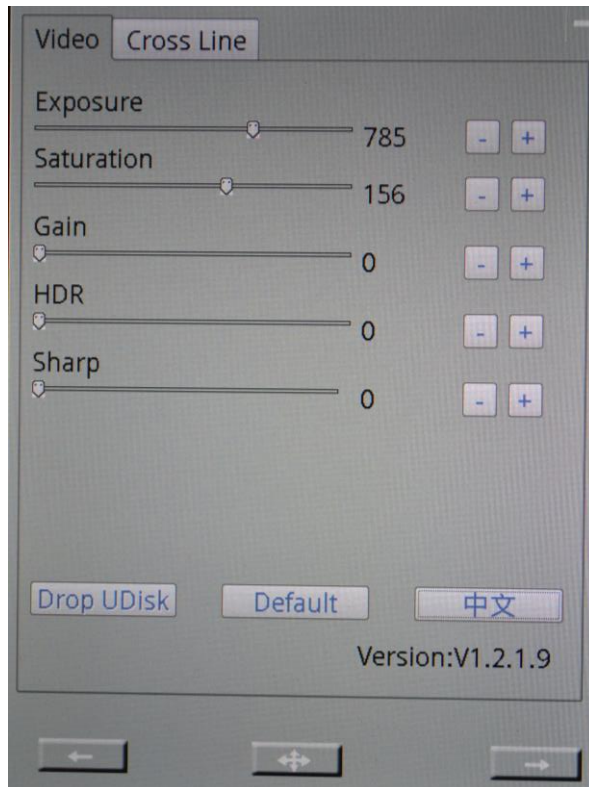 Video Cross Line
Exposure
785 - +
Saturation
156 - +
Gain
0 - +
HDR
0 - +
Sharp
0 - +
Drop UDisk Default 中文
Version:V1.2.1.9
← →